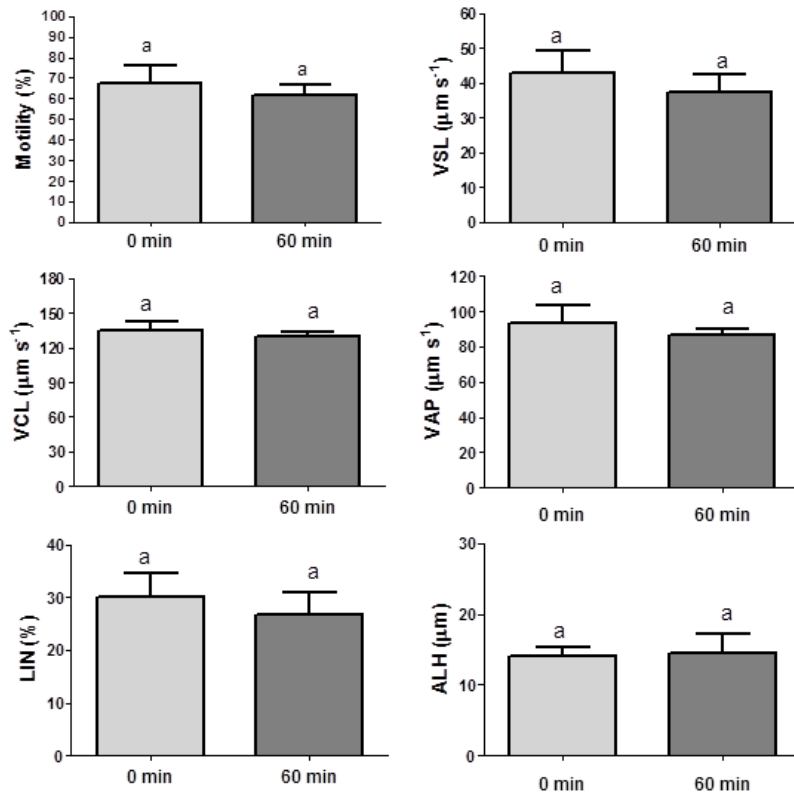 a
a
Motility (%)
100
90
80
70
60
50
40
30
20
10
0
0 min
60 min
a
a
VSL (µm s⁻¹)
60
50
40
30
20
10
0
0 min
60 min
a
a
VCL (µm s⁻¹)
180
150
120
90
60
30
0
0 min
60 min
a
a
VAP (µm s⁻¹)
120
100
80
60
40
20
0
0 min
60 min
a
a
LIN (%)
40
30
20
10
0
0 min
60 min
a
a
ALH (µm)
30
20
10
0
0 min
60 min